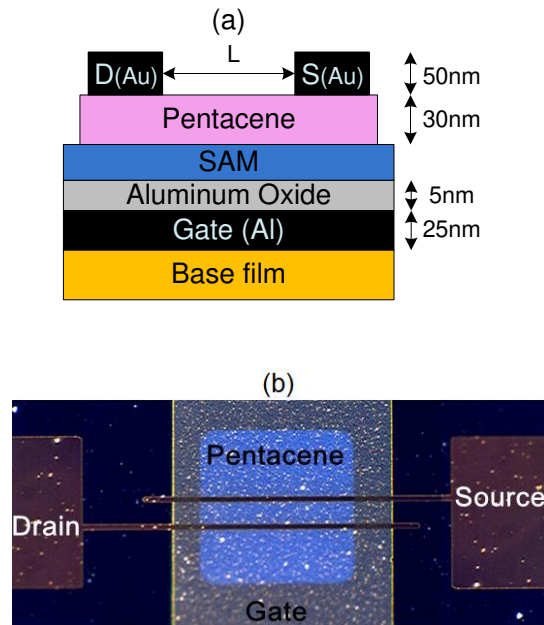 (a)
D(Au)
L
S(Au)
50nm
Pentacene
30nm
SAM
Aluminum Oxide
5nm
Gate (Al)
25nm
Base film
(b)
Pentacene
Source
Drain
Gate